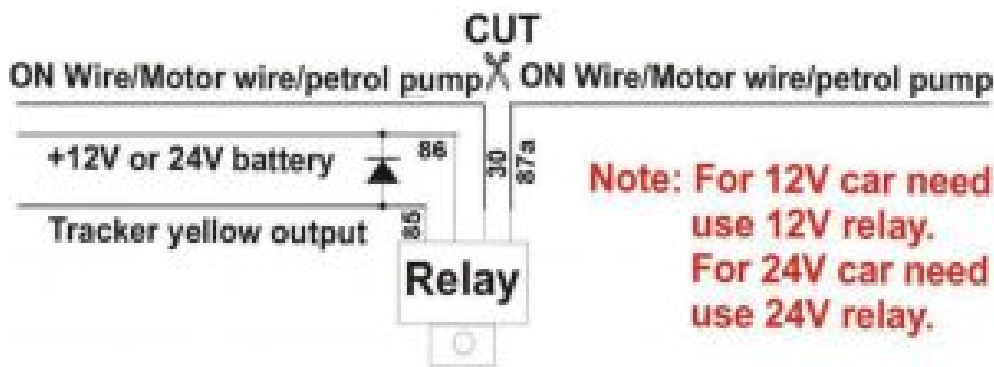 CUT
ON Wire/Motor wire/petrol pump ON Wire/Motor wire/petrol pump
+12V or 24V battery
86
30
87a
Tracker yellow output
85
Relay
Note: For 12V car need
use 12V relay.
For 24V car need
use 24V relay.